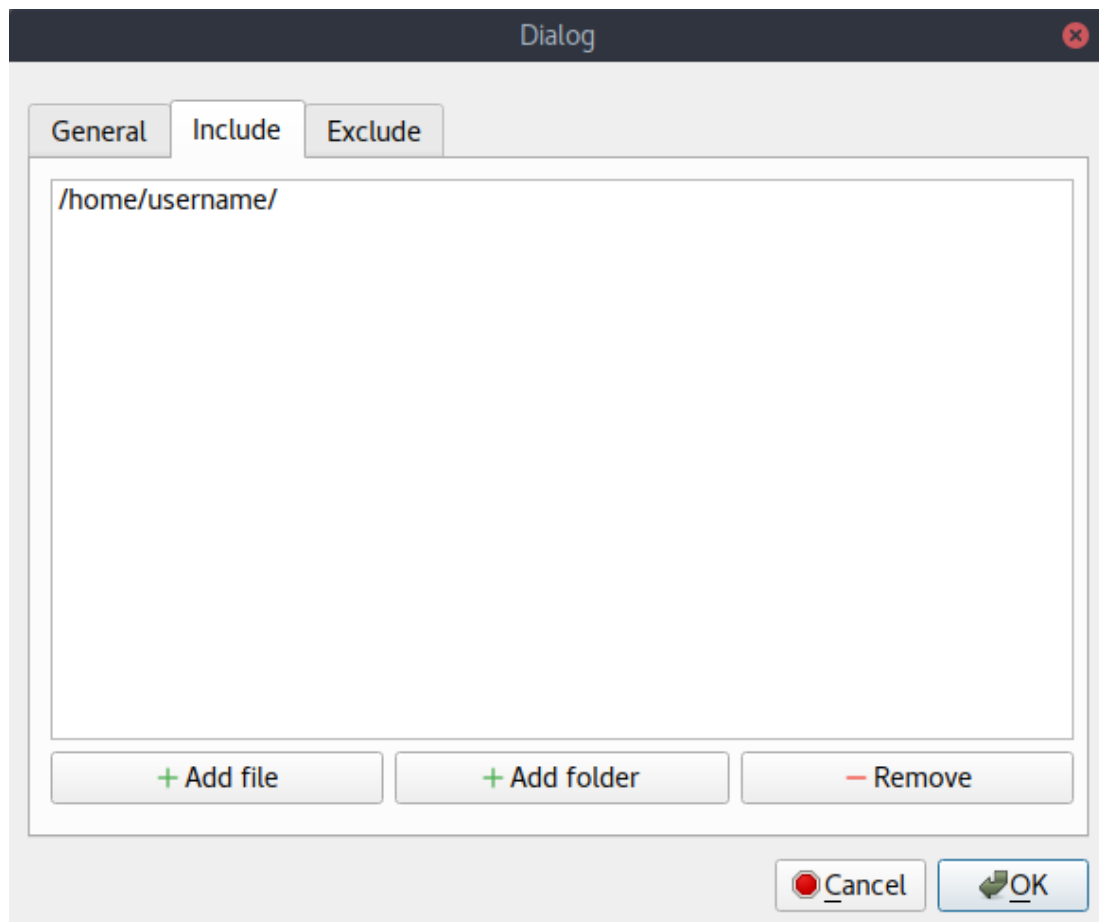 Dialog
General Include Exclude
/home/username/
+ Add file + Add folder − Remove
Cancel OK